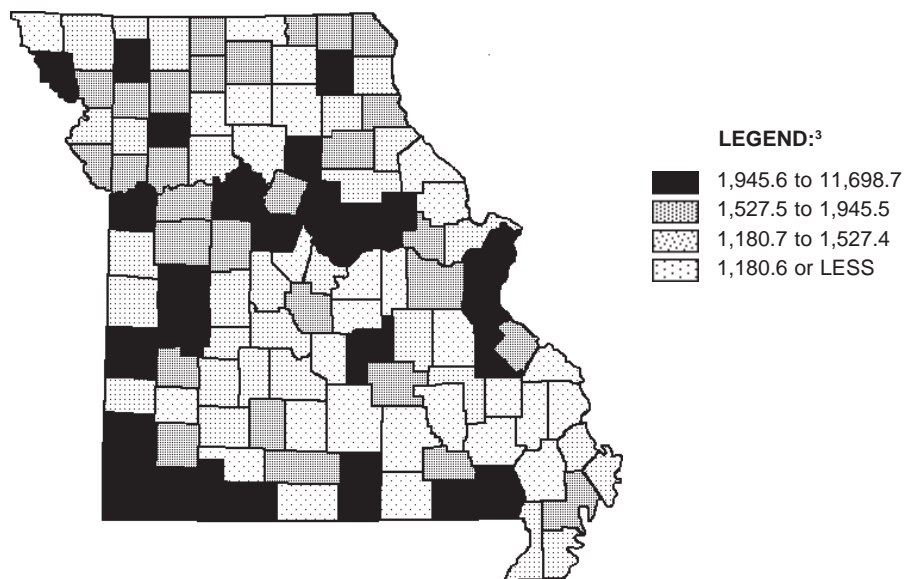 LEGEND:³
1,945.6 to 11,698.7
1,527.5 to 1,945.5
1,180.7 to 1,527.4
1,180.6 or LESS